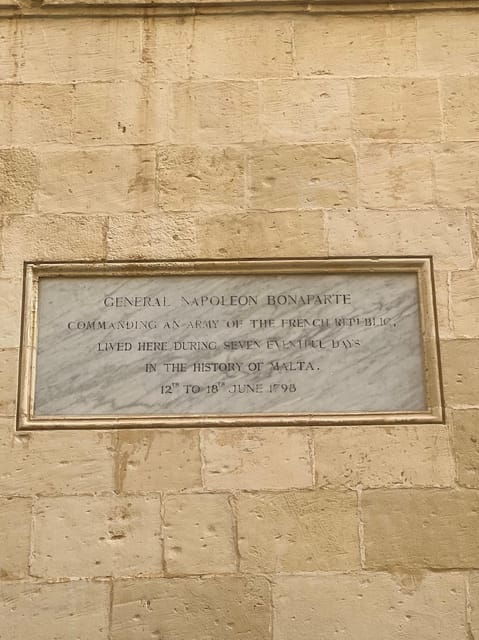 GENERAL NAPOLEON BONAPARTE
COMMANDING AN ARMY OF THE FRENCH REPUBLIC,
LIVED HERE DURING SEVEN EVENTFUL DAYS
IN THE HISTORY OF MALTA.
12TH TO 18TH JUNE 1798